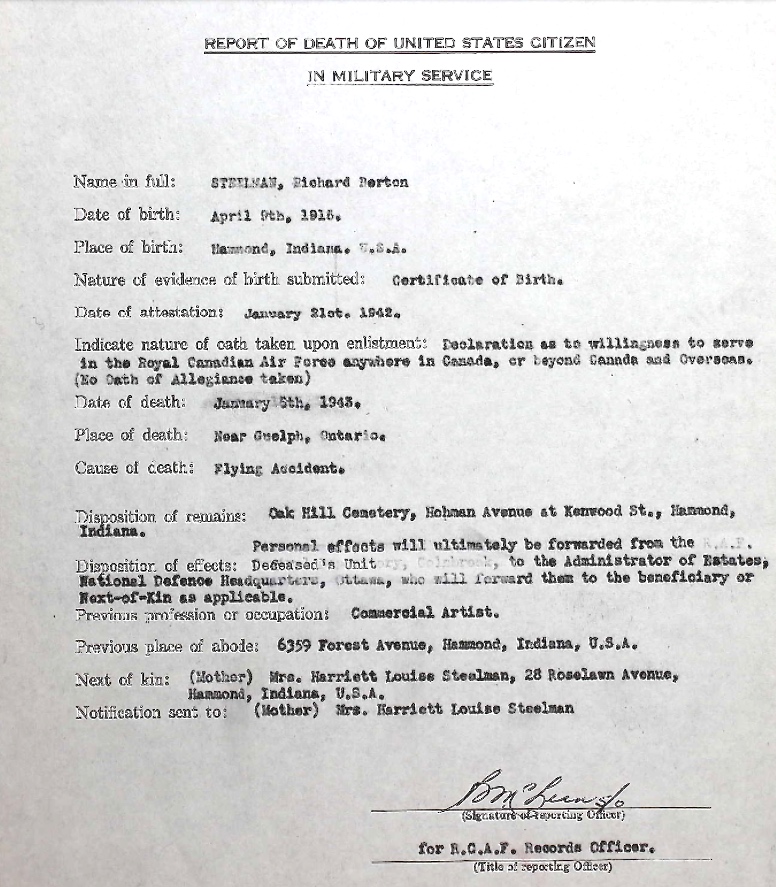 REPORT OF DEATH OF UNITED STATES CITIZEN
IN MILITARY SERVICE
Name in full: STEELMAN, Richard Berton
Date of birth: April 9th, 1915.
Place of birth: Hammond, Indiana. U.S.A.
Nature of evidence of birth submitted: Certificate of Birth.
Date of attestation: January 21st. 1942.
Indicate nature of oath taken upon enlistment: Declaration as to willingness to serve
in the Royal Canadian Air Force anywhere in Canada, or beyond Canada and Overseas.
(No Oath of Allegiance taken)
Date of death: January 5th, 1943.
Place of death: Near Guelph, Ontario.
Cause of death: Flying Accident.
Disposition of remains: Oak Hill Cemetery, Hohman Avenue at Kenwood St., Hammond,
Indiana.
Personal effects will ultimately be forwarded from the
Disposition of effects: Deceased's Unit to the Administrator of Estates,
National Defence Headquarters, Ottawa, who will forward them to the beneficiary or
Next-of-Kin as applicable.
Previous profession or occupation: Commercial Artist.
Previous place of abode: 6359 Forest Avenue, Hammond, Indiana, U.S.A.
Next of kin: (Mother) Mrs. Harriett Louise Steelman, 28 Roselawn Avenue,
Hammond, Indiana, U.S.A.
Notification sent to: (Mother) Mrs. Harriett Louise Steelman
(Signature of reporting Officer)
for R.C.A.F. Records Officer.
(Title of reporting Officer)